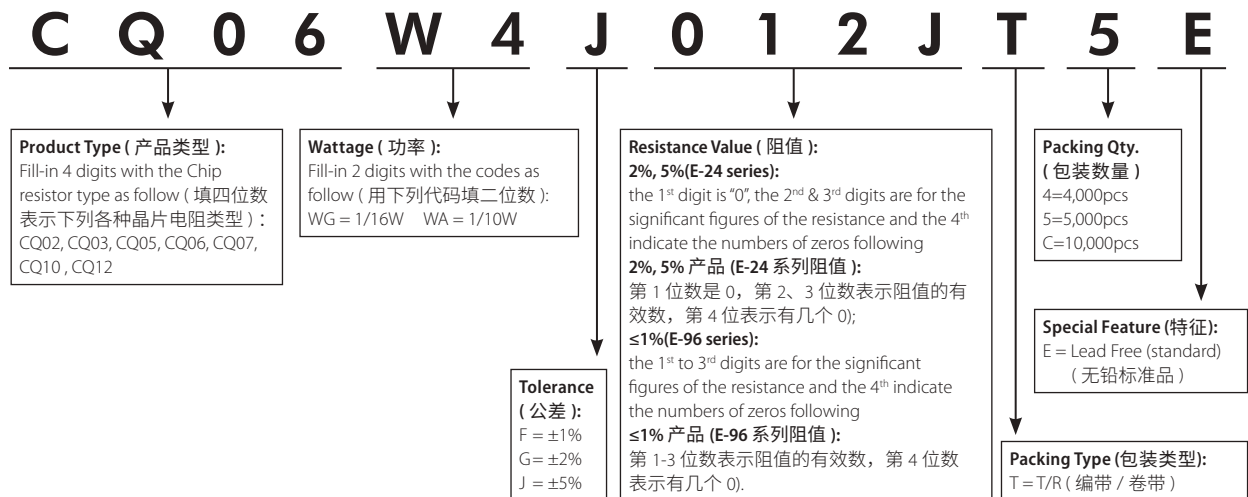 C Q 0 6 W 4 J 0 1 2 J T 5 E
Product Type ( 产品类型 ):
Fill-in 4 digits with the Chip
resistor type as follow ( 填四位数
表示下列各种晶片电阻类型 ) :
CQ02, CQ03, CQ05, CQ06, CQ07,
CQ10 , CQ12
Wattage ( 功率 ):
Fill-in 2 digits with the codes as
follow ( 用下列代码填二位数 ):
WG = 1/16W WA = 1/10W
Tolerance
( 公差 ):
F = ±1%
G= ±2%
J = ±5%
Resistance Value ( 阻值 ):
2%, 5%(E-24 series):
the 1st digit is “0”, the 2nd & 3rd digits are for the
significant figures of the resistance and the 4th
indicate the numbers of zeros following
2%, 5% 产品 (E-24 系列阻值 ):
第 1 位数是 0，第 2、3 位数表示阻值的有
效数，第 4 位表示有几个 0);
≤1%(E-96 series):
the 1st to 3rd digits are for the significant
figures of the resistance and the 4th indicate
the numbers of zeros following
≤1% 产品 (E-96 系列阻值 ):
第 1-3 位数表示阻值的有效数，第 4 位数
表示有几个 0).
Packing Type (包装类型):
T = T/R ( 编带 / 卷带 )
Packing Qty.
( 包装数量 )
4=4,000pcs
5=5,000pcs
C=10,000pcs
Special Feature (特征):
E = Lead Free (standard)
( 无铅标准品 )